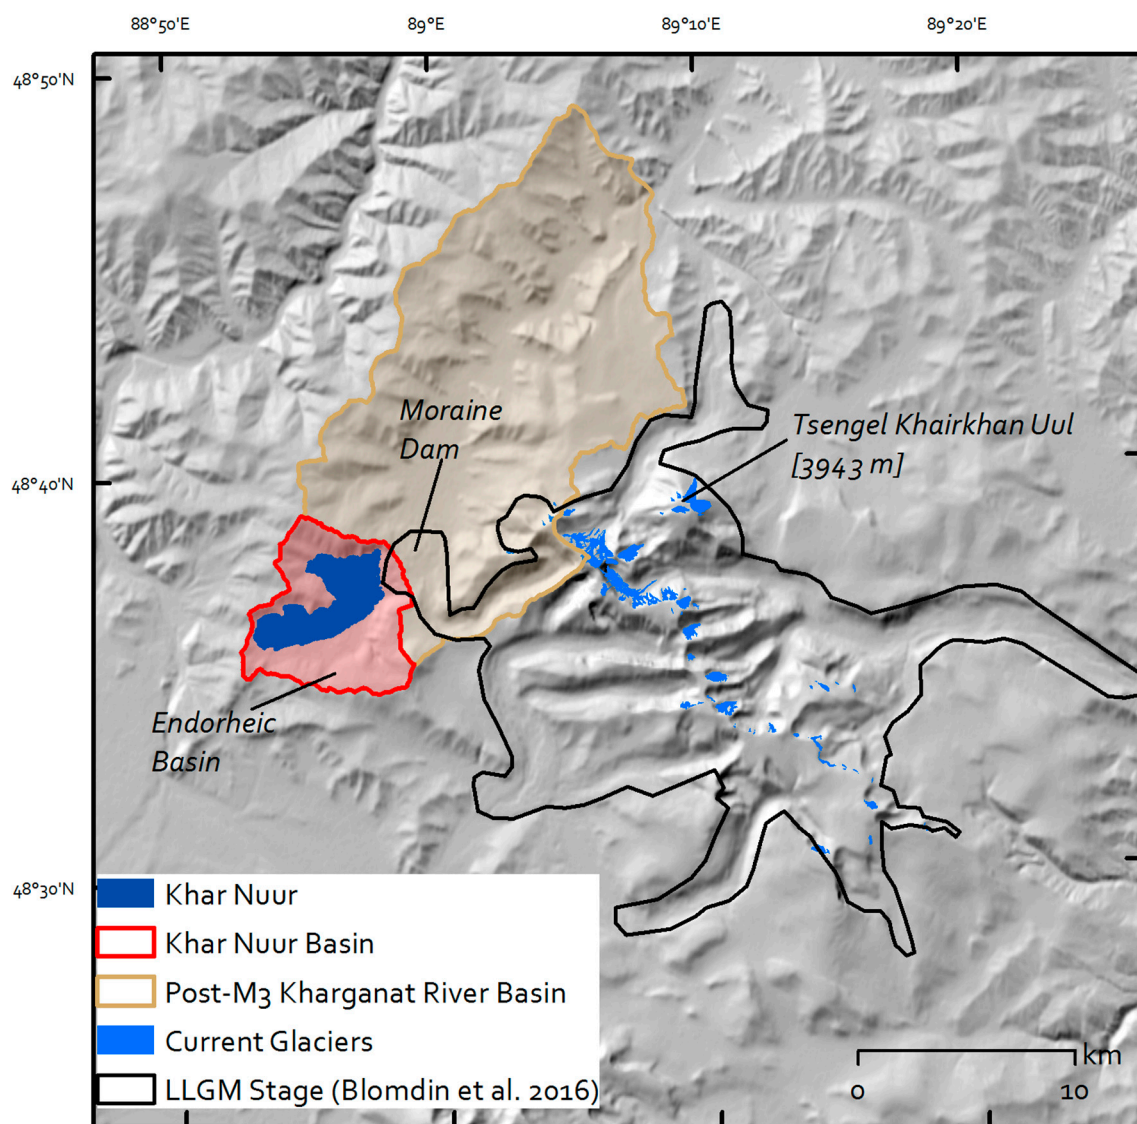 88°50'E
89°E
89°10'E
89°20'E
48°50'N
Moraine
Dam
Tsengel Khairkhan Uul
[3943 m]
48°40'N
Endorheic
Basin
48°30'N
Khar Nuur
Khar Nuur Basin
Post-M3 Kharganat River Basin
Current Glaciers
LLGM Stage (Blomdin et al. 2016)
km
0
10